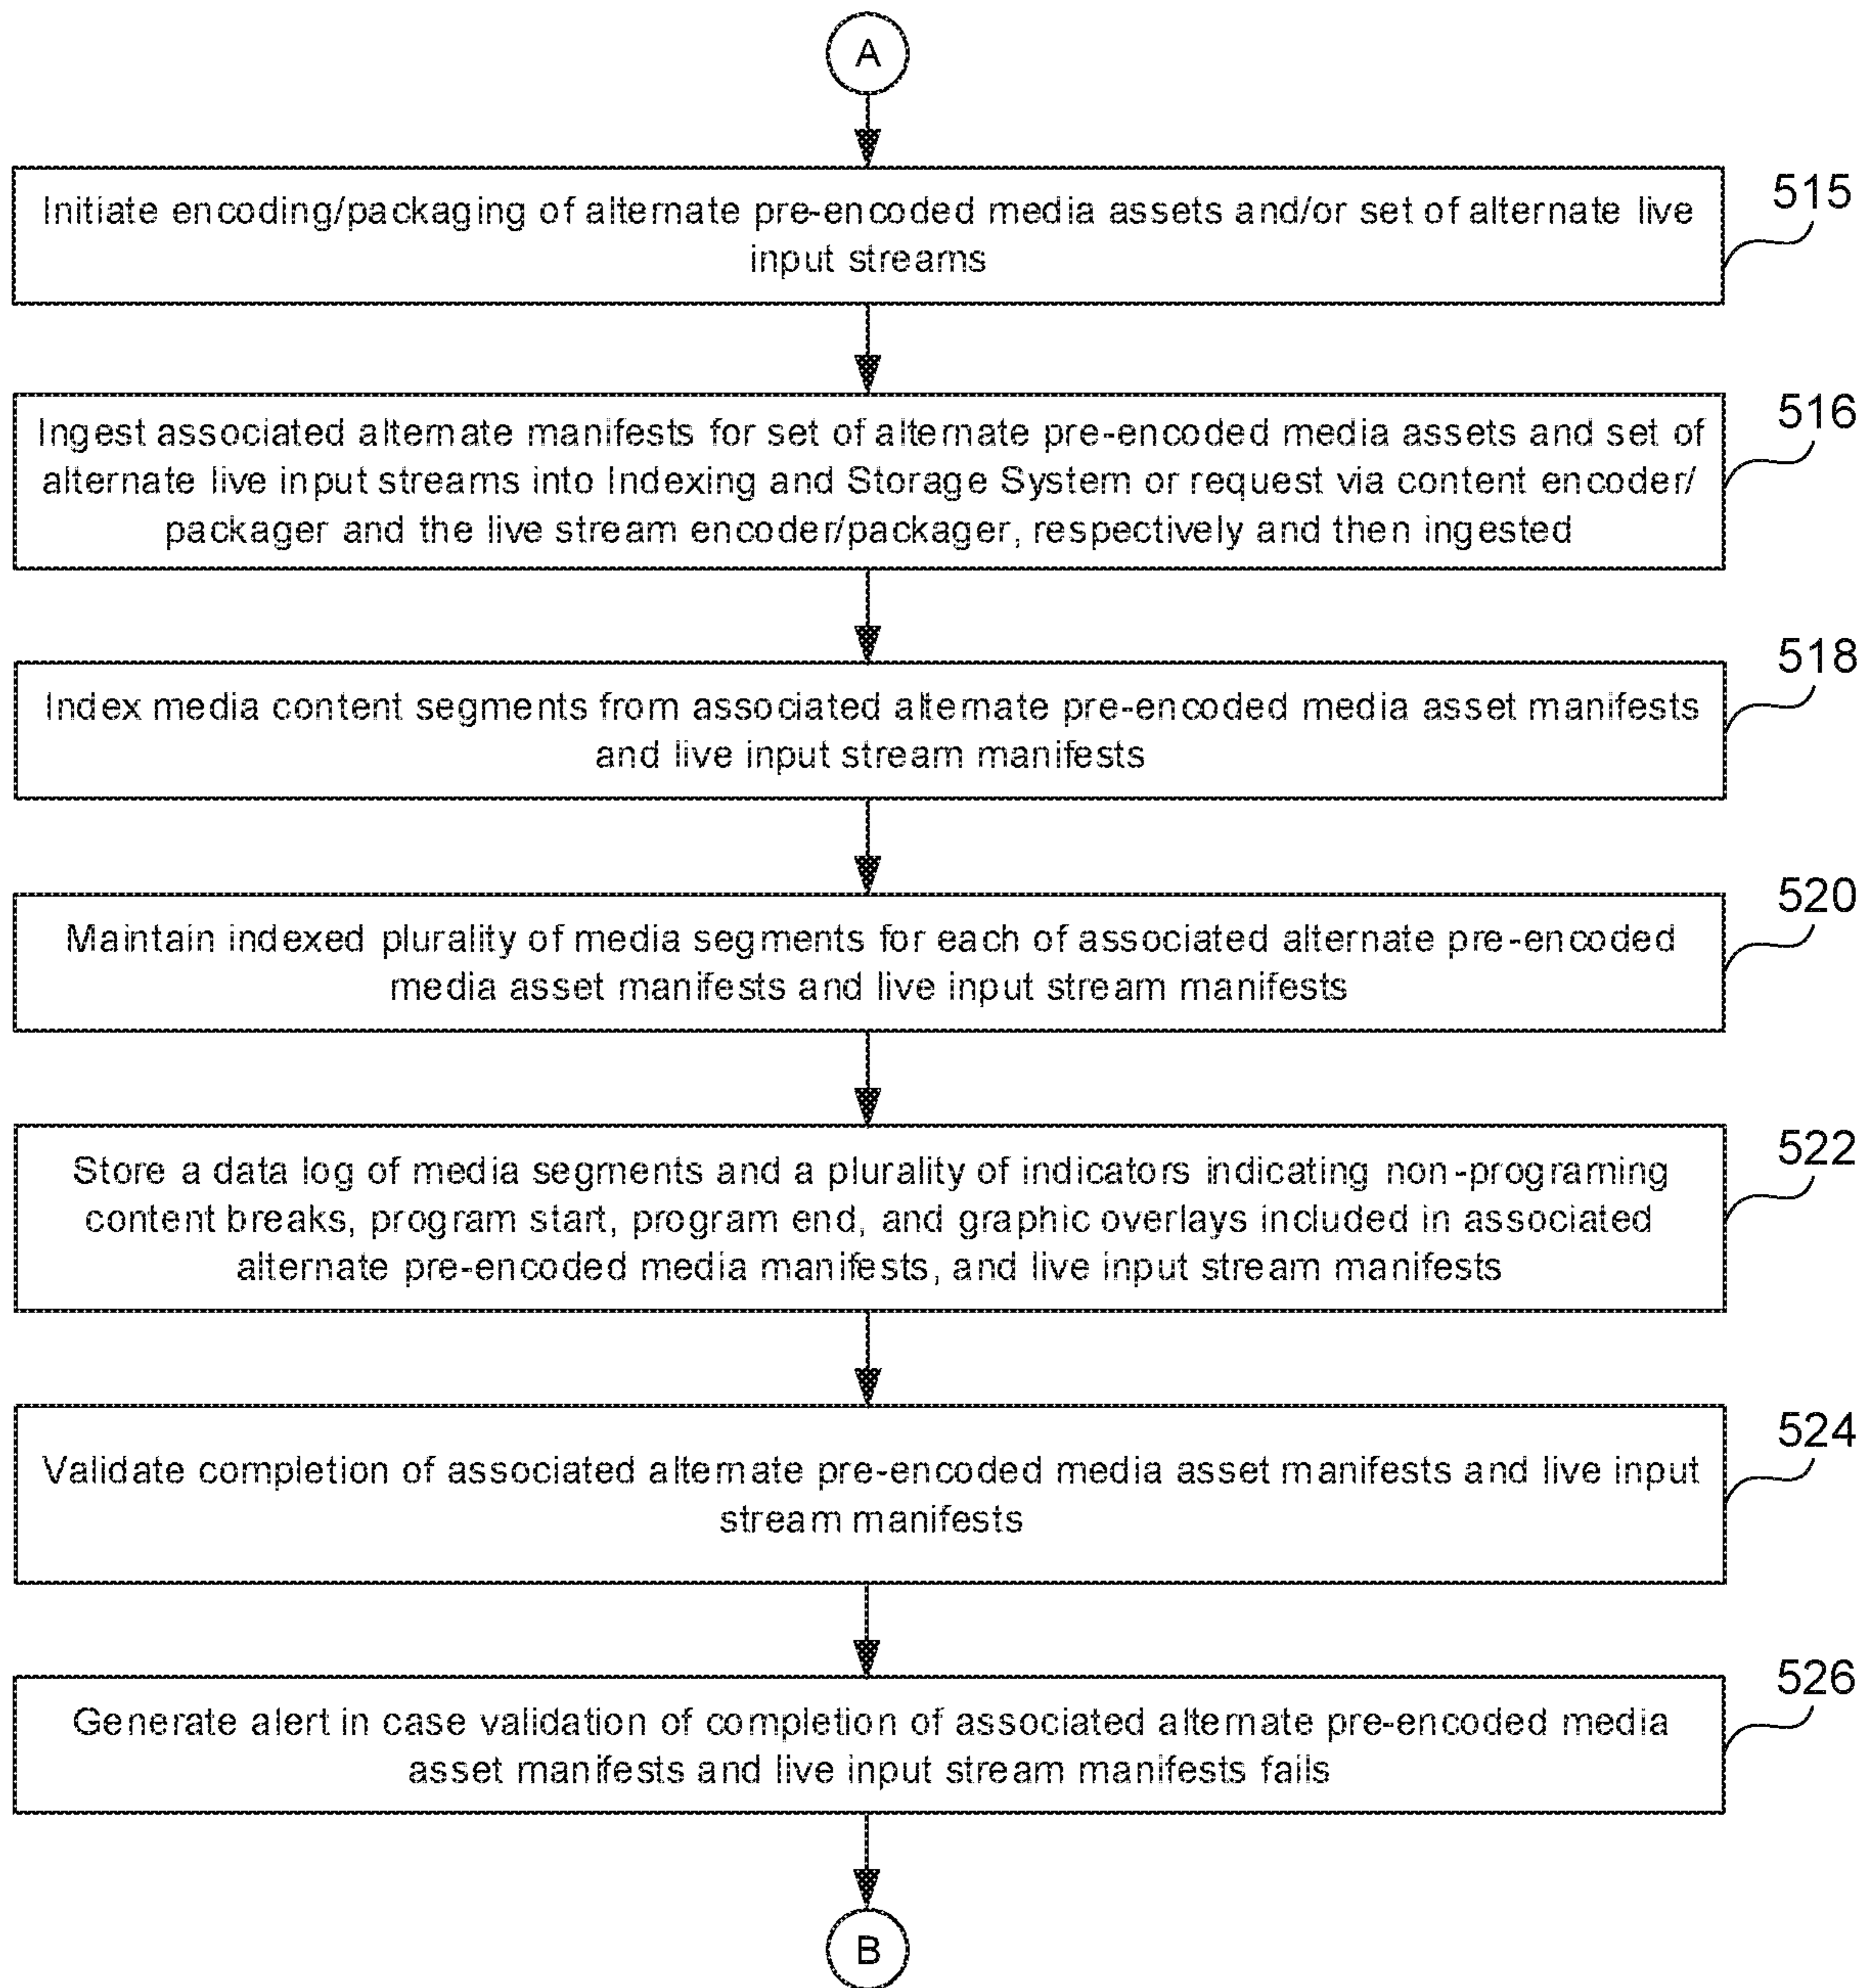 A
515
Initiate encoding/packaging of alternate pre-encoded media assets and/or set of alternate live
input streams
516
Ingest associated alternate manifests for set of alternate pre-encoded media assets and set of
alternate live input streams into Indexing and Storage System or request via content encoder/
packager and the live stream encoder/packager, respectively and then ingested
518
Index media content segments from associated alternate pre-encoded media asset manifests
and live input stream manifests
520
Maintain indexed plurality of media segments for each of associated alternate pre-encoded
media asset manifests and live input stream manifests
522
Store a data log of media segments and a plurality of indicators indicating non-programing
content breaks, program start, program end, and graphic overlays included in associated
alternate pre-encoded media manifests, and live input stream manifests
524
Validate completion of associated alternate pre-encoded media asset manifests and live input
stream manifests
526
Generate alert in case validation of completion of associated alternate pre-encoded media
asset manifests and live input stream manifests fails
B